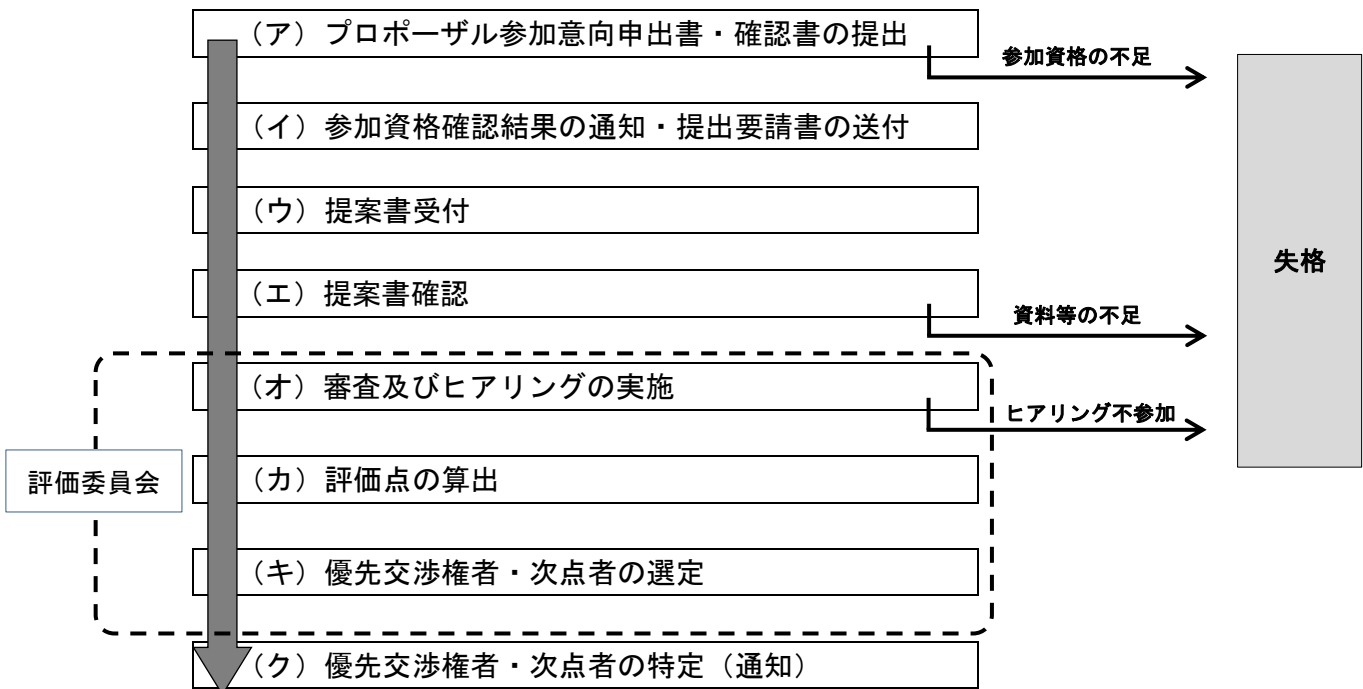 （ア）プロポーザル参加意向申出書・確認書の提出
参加資格の不足
（イ）参加資格確認結果の通知・提出要請書の送付
（ウ）提案書受付
失格
（エ）提案書確認
資料等の不足
（オ）審査及びヒアリングの実施
ヒアリング不参加
評価委員会
（カ）評価点の算出
（キ）優先交渉権者・次点者の選定
（ク）優先交渉権者・次点者の特定（通知）